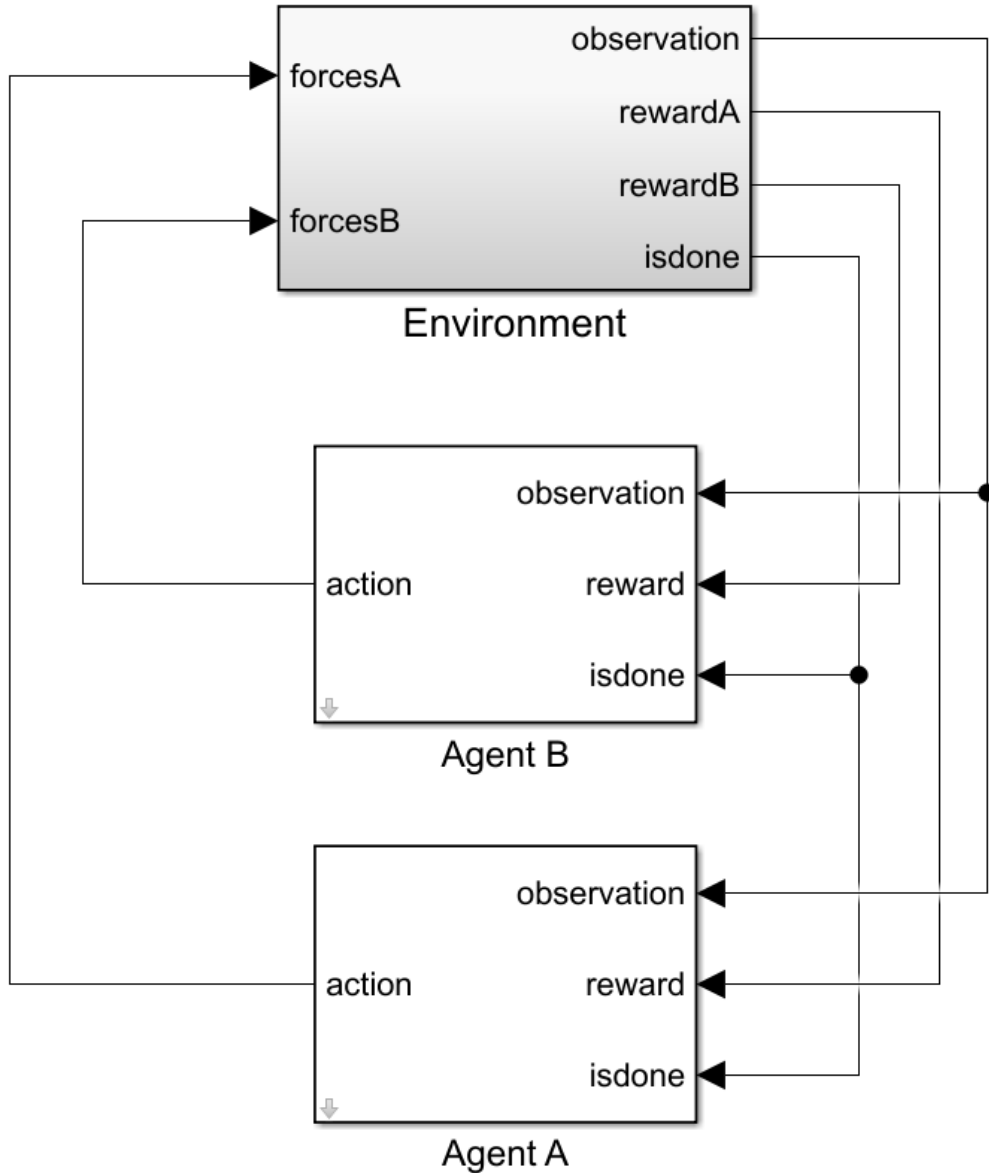 observation
forcesA
rewardA
rewardB
forcesB
isdone
Environment
observation
action
reward
isdone
Agent B
observation
action
reward
isdone
Agent A